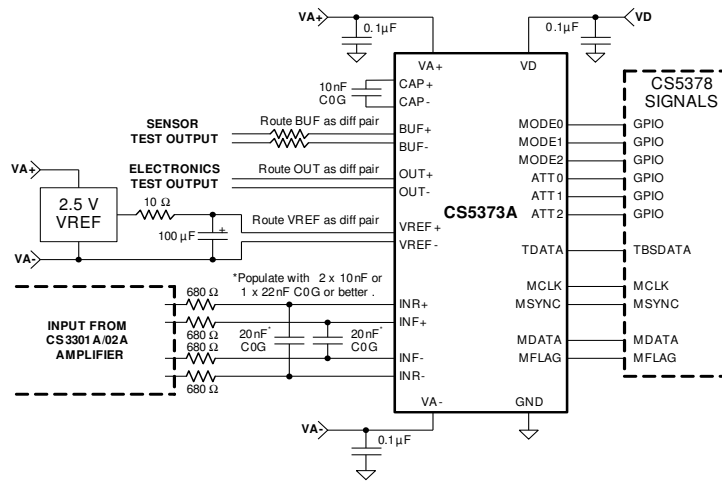 VA+
VD
0.1µF
0.1µF
VA+
VD
CS5378
SIGNALS
10nF
C0G
CAP+
CAP-
SENSOR
TEST OUTPUT
Route BUF as diff pair
BUF+
BUF-
MODE0
GPIO
MODE1
GPIO
MODE2
GPIO
ELECTRONICS
TEST OUTPUT
Route OUT as diff pair
OUT+
OUT-
ATT0
GPIO
ATT1
GPIO
ATT2
GPIO
CS5373A
VA+
2.5 V
VREF
10 Ω
100 µF
+
Route VREF as diff pair
VREF+
VREF-
VA-
TDATA
TBSDATA
*Populate with 2 x 10nF or
1 x 22nF C0G or better .
MCLK
MCLK
MSYNC
MSYNC
INPUT FROM
CS3301A/02A
AMPLIFIER
680 Ω
680 Ω
680 Ω
680 Ω
20nF*
C0G
20nF*
C0G
INR+
INF+
INF-
INR-
MDATA
MDATA
MFLAG
MFLAG
VA-
GND
VA-
0.1µF